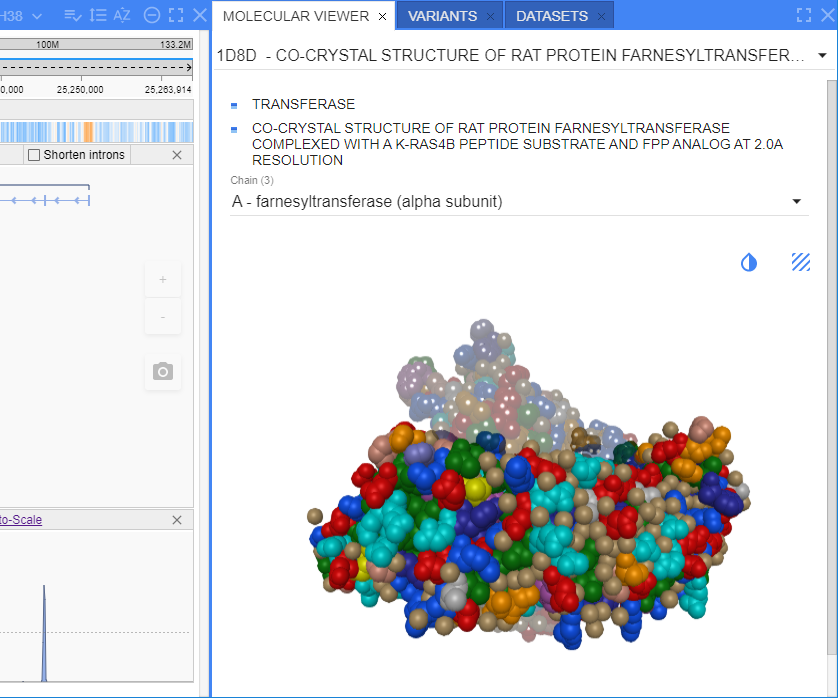 H38
MOLECULAR VIEWER
VARIANTS
DATASETS
100M
133.2M
0,000
25,250,000
25,263,914
Shorten introns
+
-
to-Scale
1D8D - CO-CRYSTAL STRUCTURE OF RAT PROTEIN FARNESYLTRANSFER...
TRANSFERASE
CO-CRYSTAL STRUCTURE OF RAT PROTEIN FARNESYLTRANSFERASE
COMPLEXED WITH A K-RAS4B PEPTIDE SUBSTRATE AND FPP ANALOG AT 2.0A
RESOLUTION
Chain (3)
A - farnesyltransferase (alpha subunit)